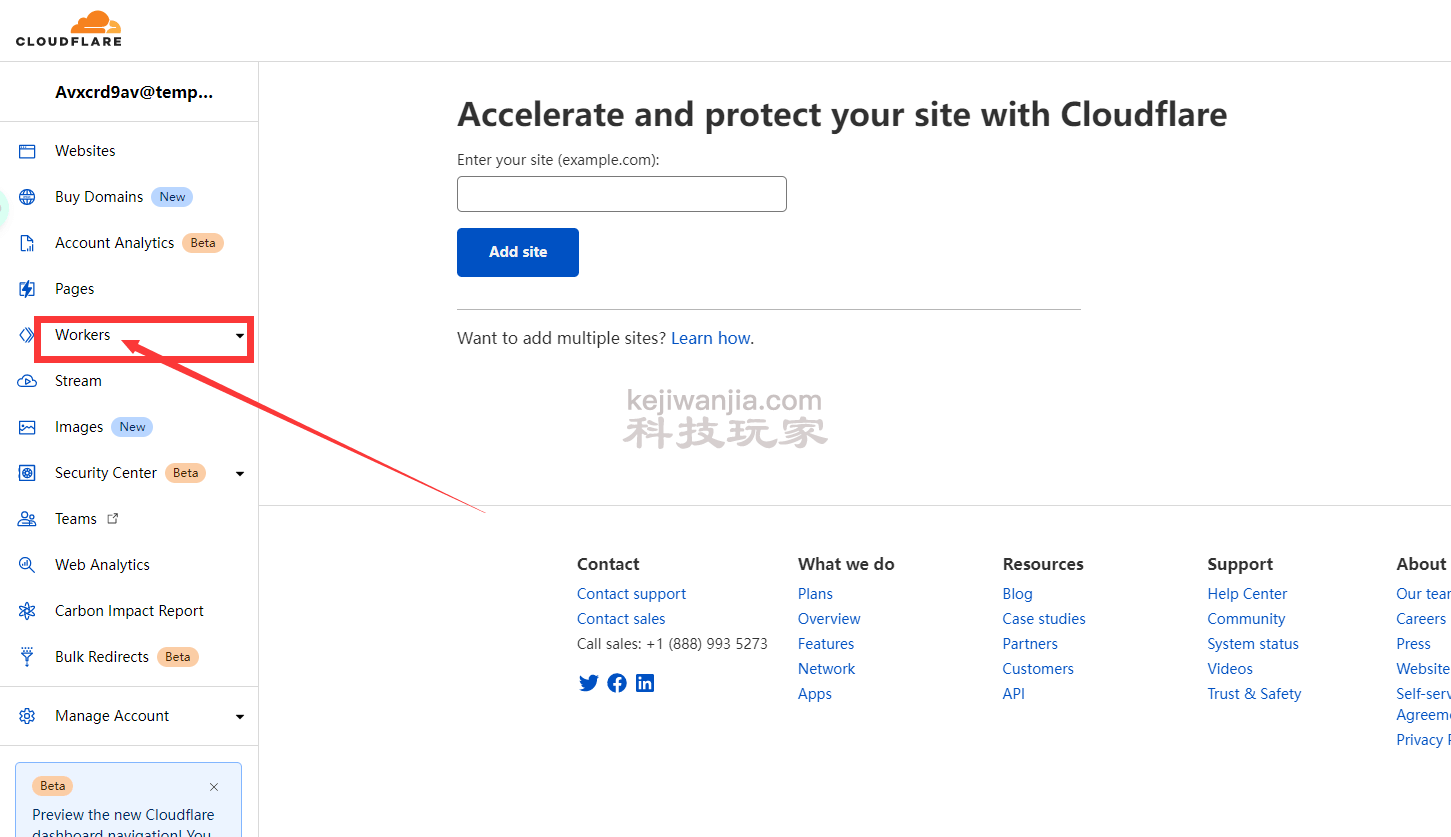 CLOUDFLARE
Avxcrd9av@temp...
Websites
Buy Domains New
Account Analytics Beta
Pages
Workers
Stream
Images New
Security Center Beta
Teams
Web Analytics
Carbon Impact Report
Bulk Redirects Beta
Manage Account
Beta
Preview the new Cloudflare
dashboard navigation! You
Accelerate and protect your site with Cloudflare
Enter your site (example.com):
Add site
Want to add multiple sites? Learn how.
kejiwanjia.com
科技玩家
Contact
Contact support
Contact sales
Call sales: +1 (888) 993 5273
What we do
Plans
Overview
Features
Network
Apps
Resources
Blog
Case studies
Partners
Customers
API
Support
Help Center
Community
System status
Videos
Trust & Safety
About
Our
Careers
Press
Website
Privacy